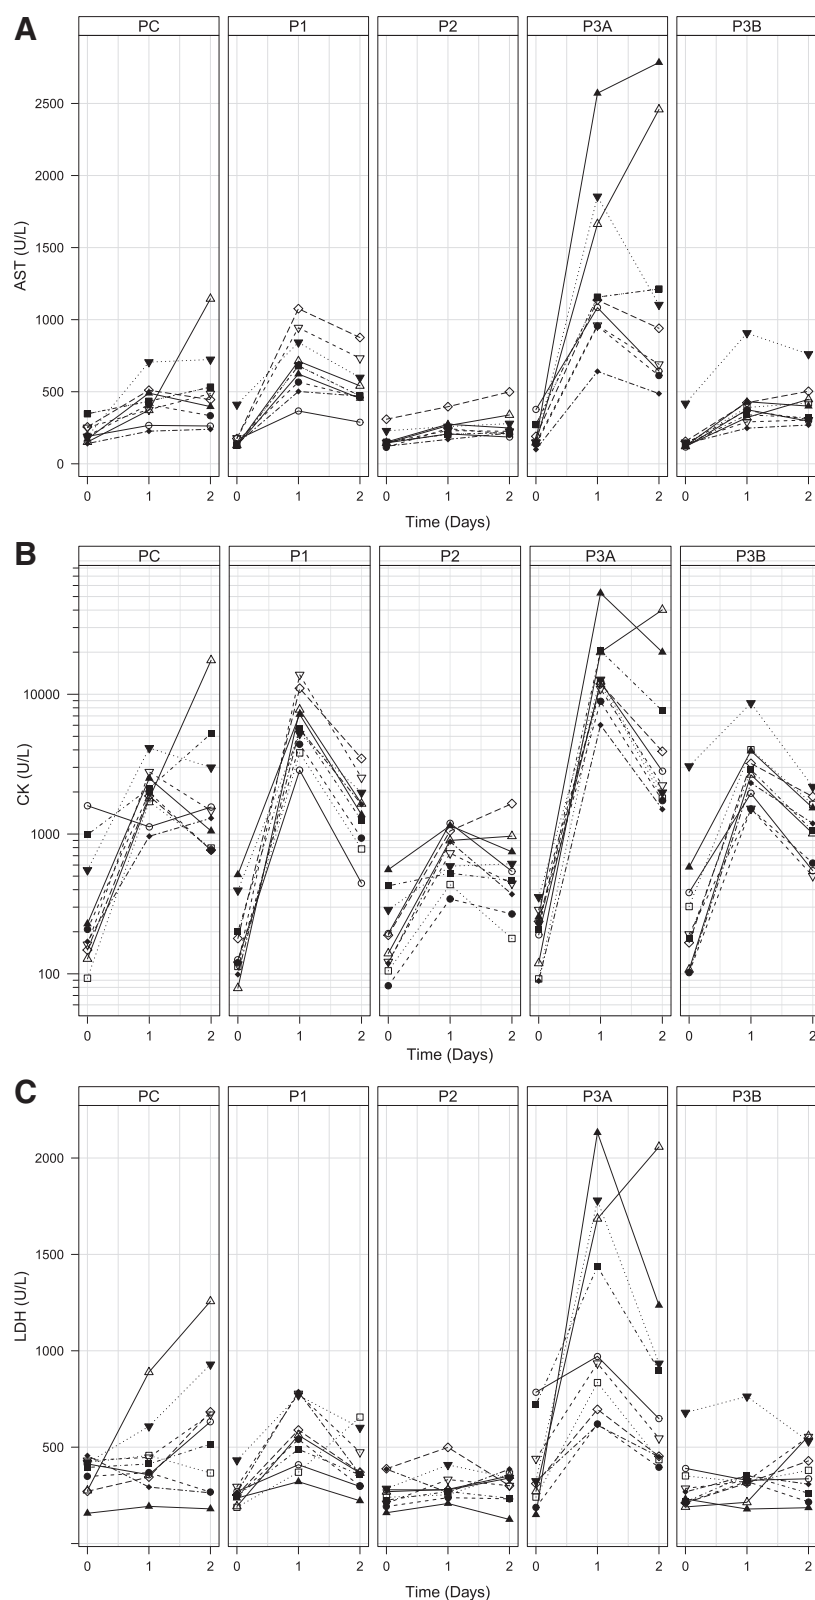 A
PC P1 P2 P3A P3B
2500
2000
1500
1000
500
0
AST (U/L)
0 1 2 0 1 2 0 1 2 0 1 2 0 1 2
Time (Days)
B
PC P1 P2 P3A P3B
10000
1000
100
CK (U/L)
0 1 2 0 1 2 0 1 2 0 1 2 0 1 2
Time (Days)
C
PC P1 P2 P3A P3B
2000
1500
1000
500
LDH (U/L)
0 1 2 0 1 2 0 1 2 0 1 2 0 1 2
Time (Days)